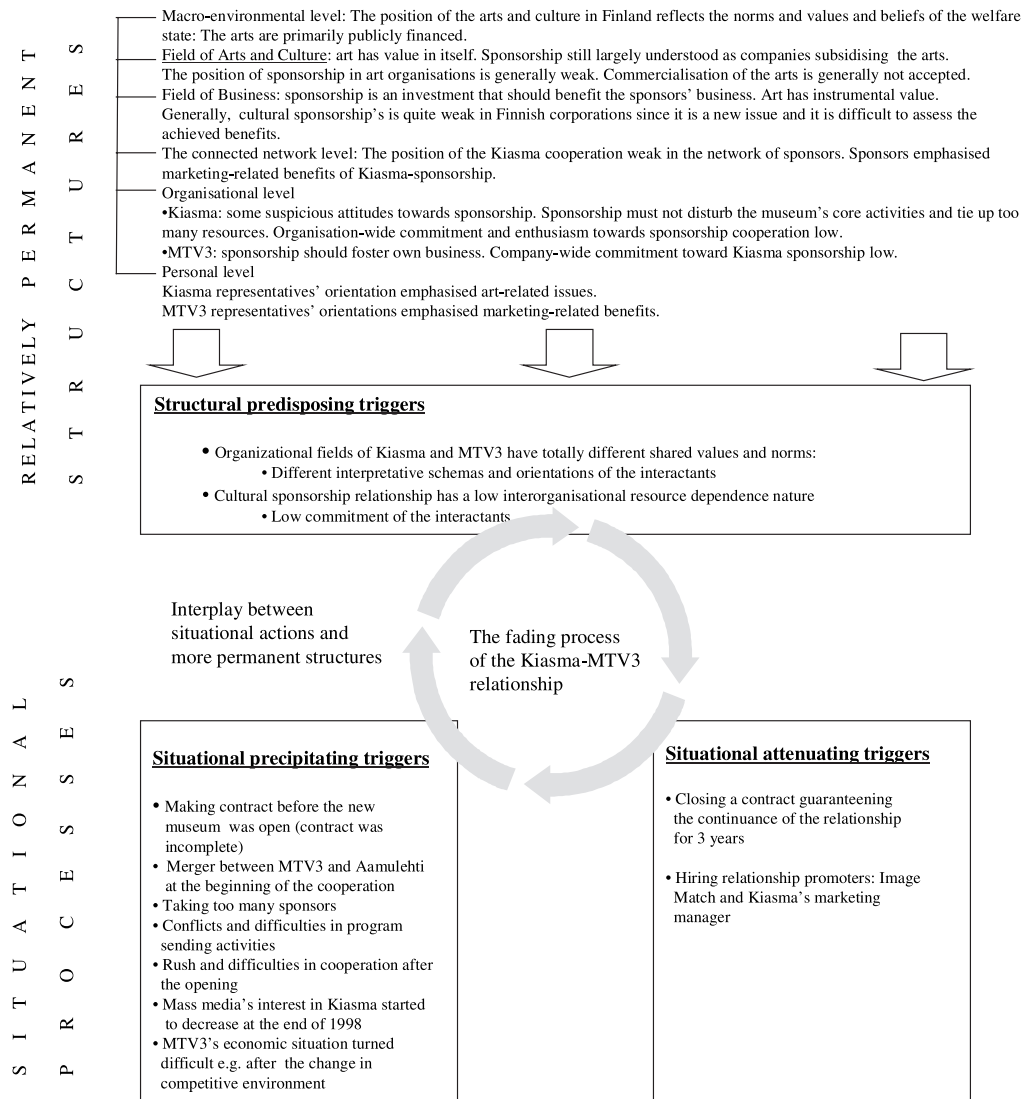 RELATIVELY PERMANENT
STRUCTURES
Macro-environmental level: The position of the arts and culture in Finland reflects the norms and values and beliefs of the welfare
state: The arts are primarily publicly financed.
Field of Arts and Culture: art has value in itself. Sponsorship still largely understood as companies subsidising the arts.
The position of sponsorship in art organisations is generally weak. Commercialisation of the arts is generally not accepted.
Field of Business: sponsorship is an investment that should benefit the sponsors' business. Art has instrumental value.
Generally, cultural sponsorship's is quite weak in Finnish corporations since it is a new issue and it is difficult to assess the
achieved benefits.
The connected network level: The position of the Kiasma cooperation weak in the network of sponsors. Sponsors emphasised
marketing-related benefits of Kiasma-sponsorship.
Organisational level
•Kiasma: some suspicious attitudes towards sponsorship. Sponsorship must not disturb the museum's core activities and tie up too
many resources. Organisation-wide commitment and enthusiasm towards sponsorship cooperation low.
•MTV3: sponsorship should foster own business. Company-wide commitment toward Kiasma sponsorship low.
Personal level
Kiasma representatives' orientation emphasised art-related issues.
MTV3 representatives' orientations emphasised marketing-related benefits.
Structural predisposing triggers
• Organizational fields of Kiasma and MTV3 have totally different shared values and norms:
• Different interpretative schemas and orientations of the interactants
• Cultural sponsorship relationship has a low interorganisational resource dependence nature
• Low commitment of the interactants
Interplay between
situational actions and
more permanent structures
The fading process
of the Kiasma-MTV3
relationship
SITUATIONAL
PROCESSES
Situational precipitating triggers
• Making contract before the new
museum was open (contract was
incomplete)
• Merger between MTV3 and Aamulehti
at the beginning of the cooperation
• Taking too many sponsors
• Conflicts and difficulties in program
sending activities
• Rush and difficulties in cooperation after
the opening
• Mass media's interest in Kiasma started
to decrease at the end of 1998
• MTV3's economic situation turned
difficult e.g. after the change in
competitive environment
Situational attenuating triggers
• Closing a contract guaranteening
the continuance of the relationship
for 3 years
• Hiring relationship promoters: Image
Match and Kiasma's marketing
manager